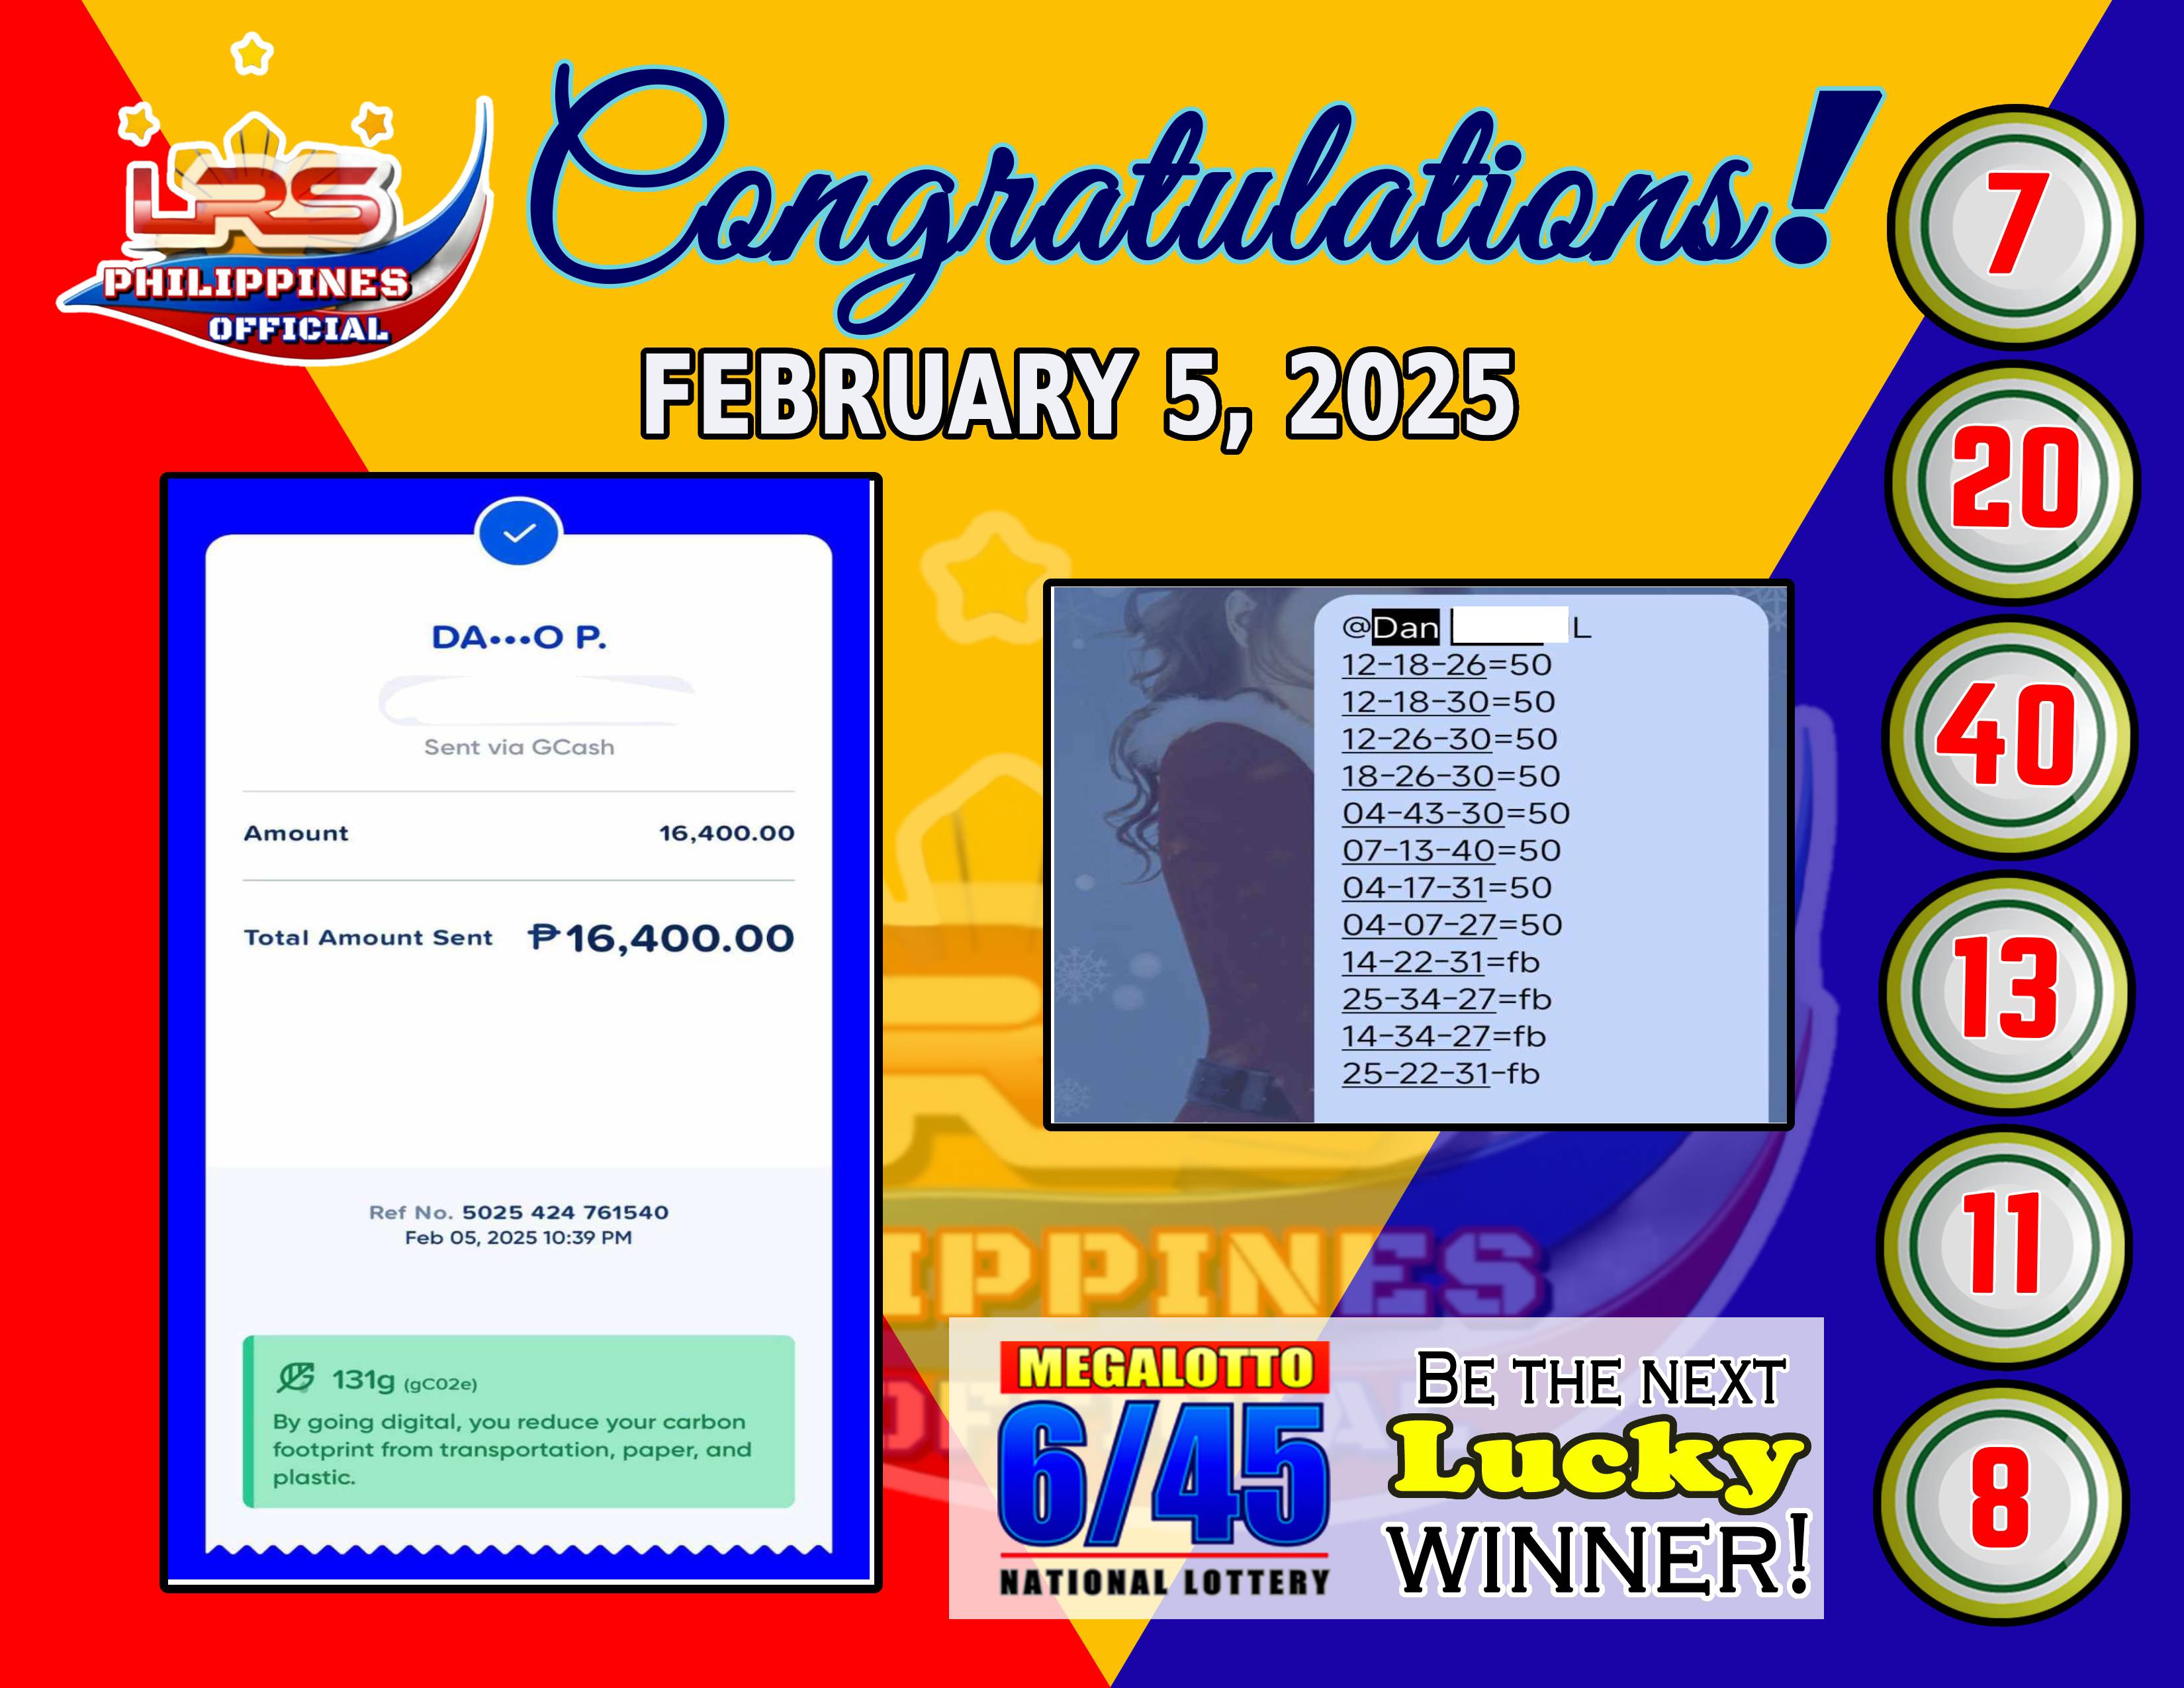 LRS
PHILIPPINES
OFFICIAL
Congratulations!
FEBRUARY 5, 2025
DA•••O P.
Sent via GCash
Amount 16,400.00
Total Amount Sent ₱16,400.00
Ref No. 5025 424 761540
Feb 05, 2025 10:39 PM
131g (gC02e)
By going digital, you reduce your carbon
footprint from transportation, paper, and
plastic.
@Dan L
12-18-26=50
12-18-30=50
12-26-30=50
18-26-30=50
04-43-30=50
07-13-40=50
04-17-31=50
04-07-27=50
14-22-31=fb
25-34-27=fb
14-34-27=fb
25-22-31-fb
7
20
40
13
11
8
MEGALOTTO
6/45
NATIONAL LOTTERY
BE THE NEXT
Lucky
WINNER!